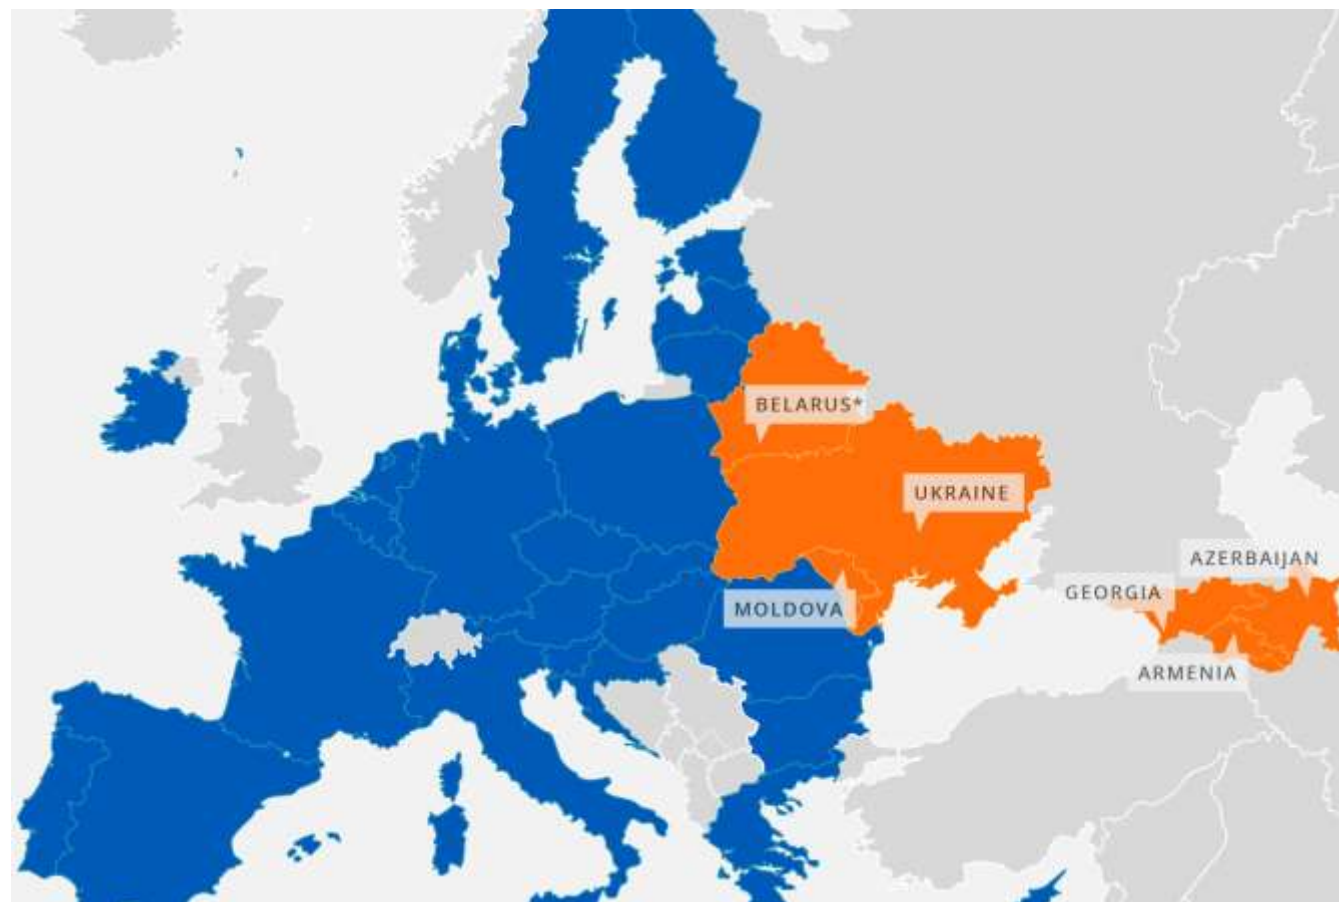 BELARUS*
UKRAINE
AZERBAIJAN
GEORGIA
MOLDOVA
ARMENIA